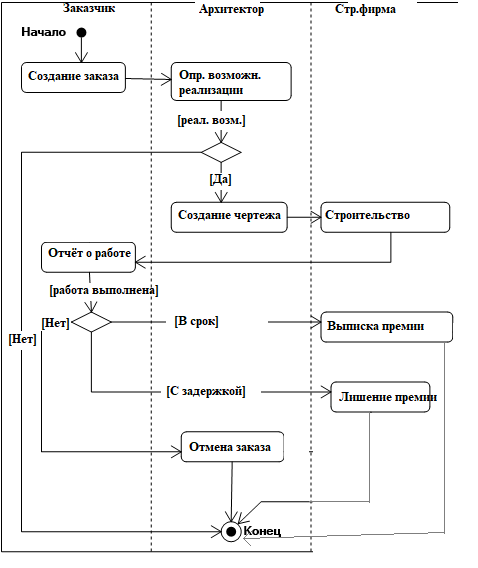 Заказчик
Архитектор
Стр.фирма
Начало
Создание заказа
Опр. возможн.
реализации
[реал. возм.]
[Да]
Создание чертежа
Строительство
Отчёт о работе
[работа выполнена]
[Нет]
[В срок]
Выписка премии
[Нет]
[С задержкой]
Лишение премии
Отмена заказа
Конец